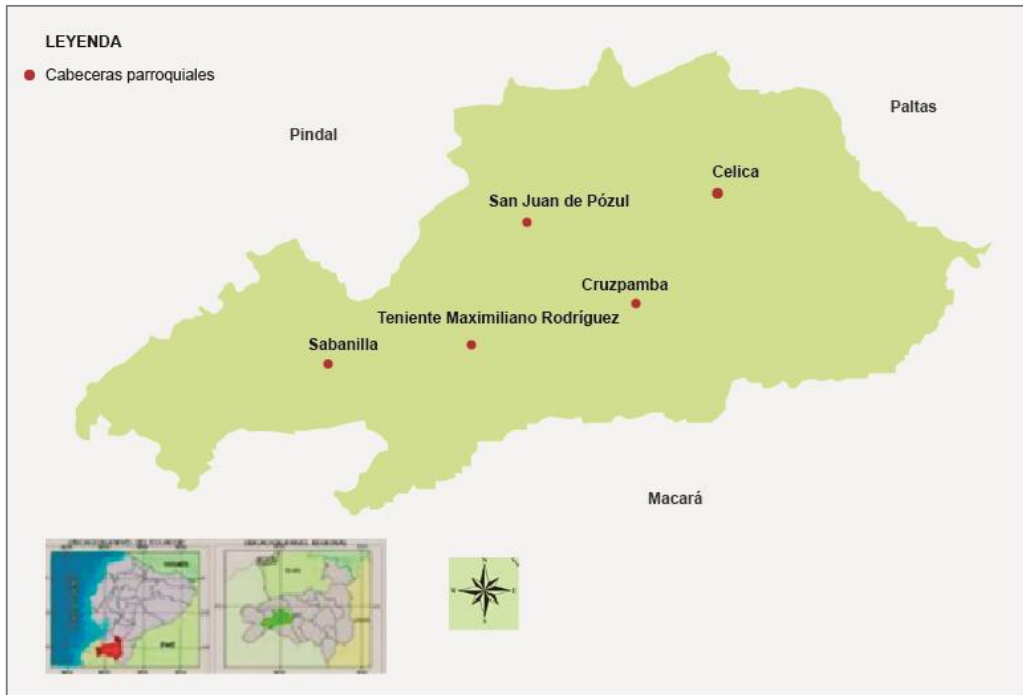 LEYENDA
Cabeceras parroquiales
Paltas
Pindal
Celica
San Juan de Pózul
Cruzpamba
Teniente Maximiliano Rodríguez
Sabanilla
Macará
N
W
E
S